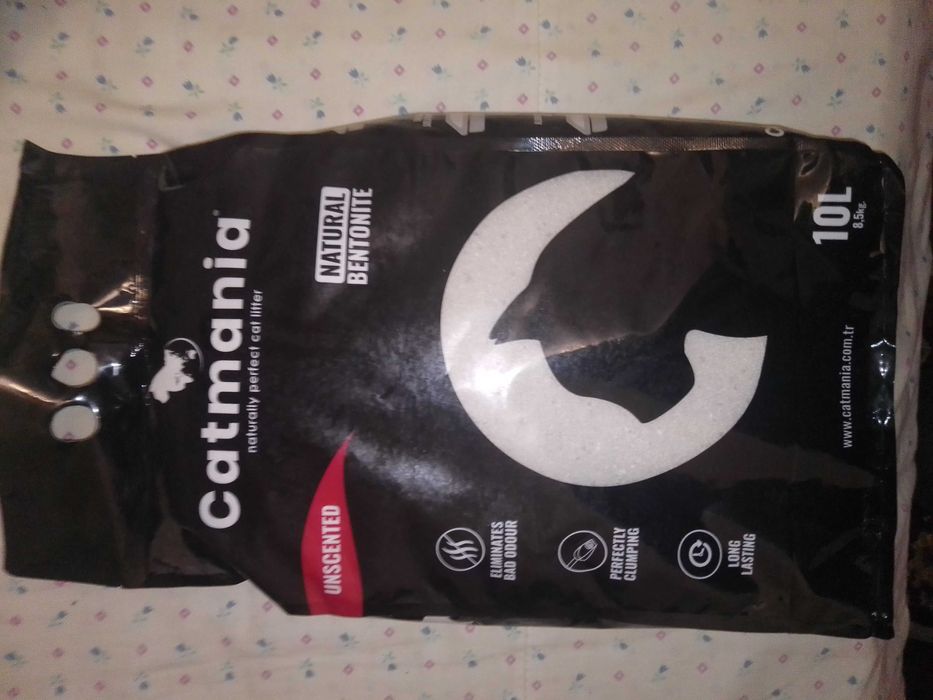 Catmania
naturally perfect cat litter
NATURAL
BENTONITE
UNSCENTED
ELIMINATES
BAD ODOUR
PERFECTLY
CLUMPING
LONG
LASTING
www.catmania.com.tr
10L
8,5kg.